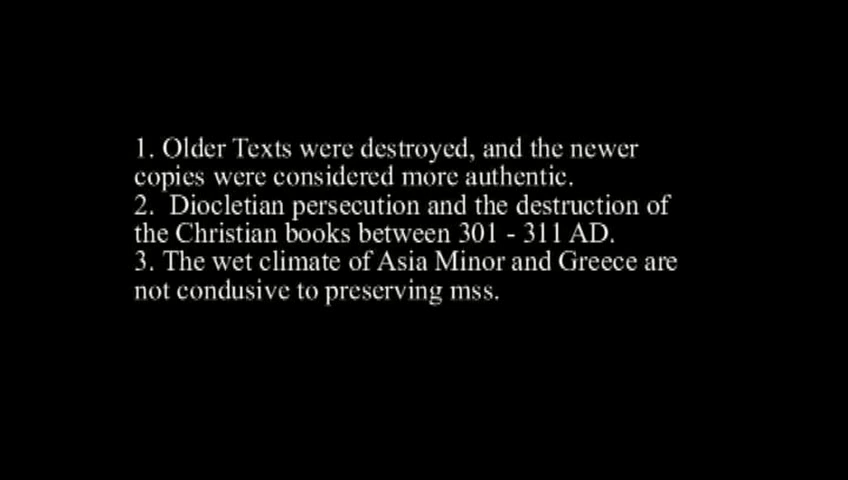 1. Older Texts were destroyed, and the newer
copies were considered more authentic.
2.  Diocletian persecution and the destruction of
the Christian books between 301 - 311 AD.
3. The wet climate of Asia Minor and Greece are
not condusive to preserving mss.